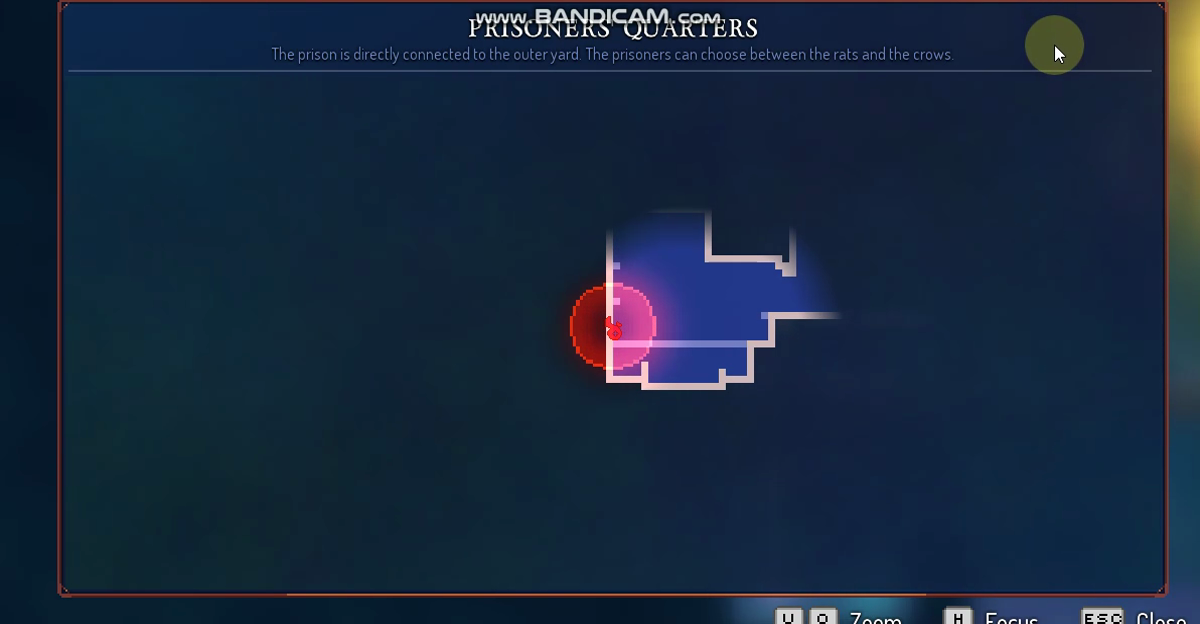 www.BANDICAM.com
PRISONERS' QUARTERS
The prison is directly connected to the outer yard. The prisoners can choose between the rats and the crows.
Zoom H Focus ESC Close